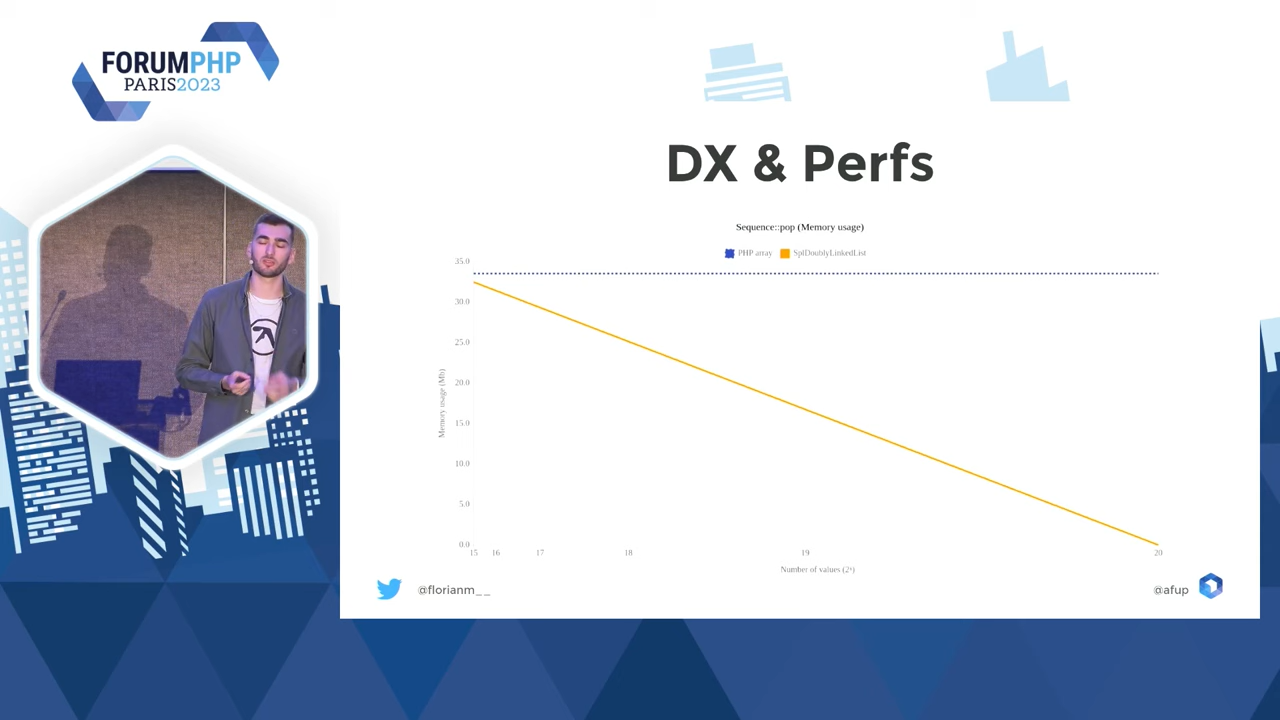 FORUMPHP
PARIS2023
DX & Perfs
Sequence::pop (Memory usage)
PHP array
SplDoublyLinkedList
35.0
30.0
25.0
20.0
15.0
10.0
5.0
0.0
Memory usage (Mb)
15 16 17 18 19 20
Number of values (2ˣ)
@florianm__
@afup